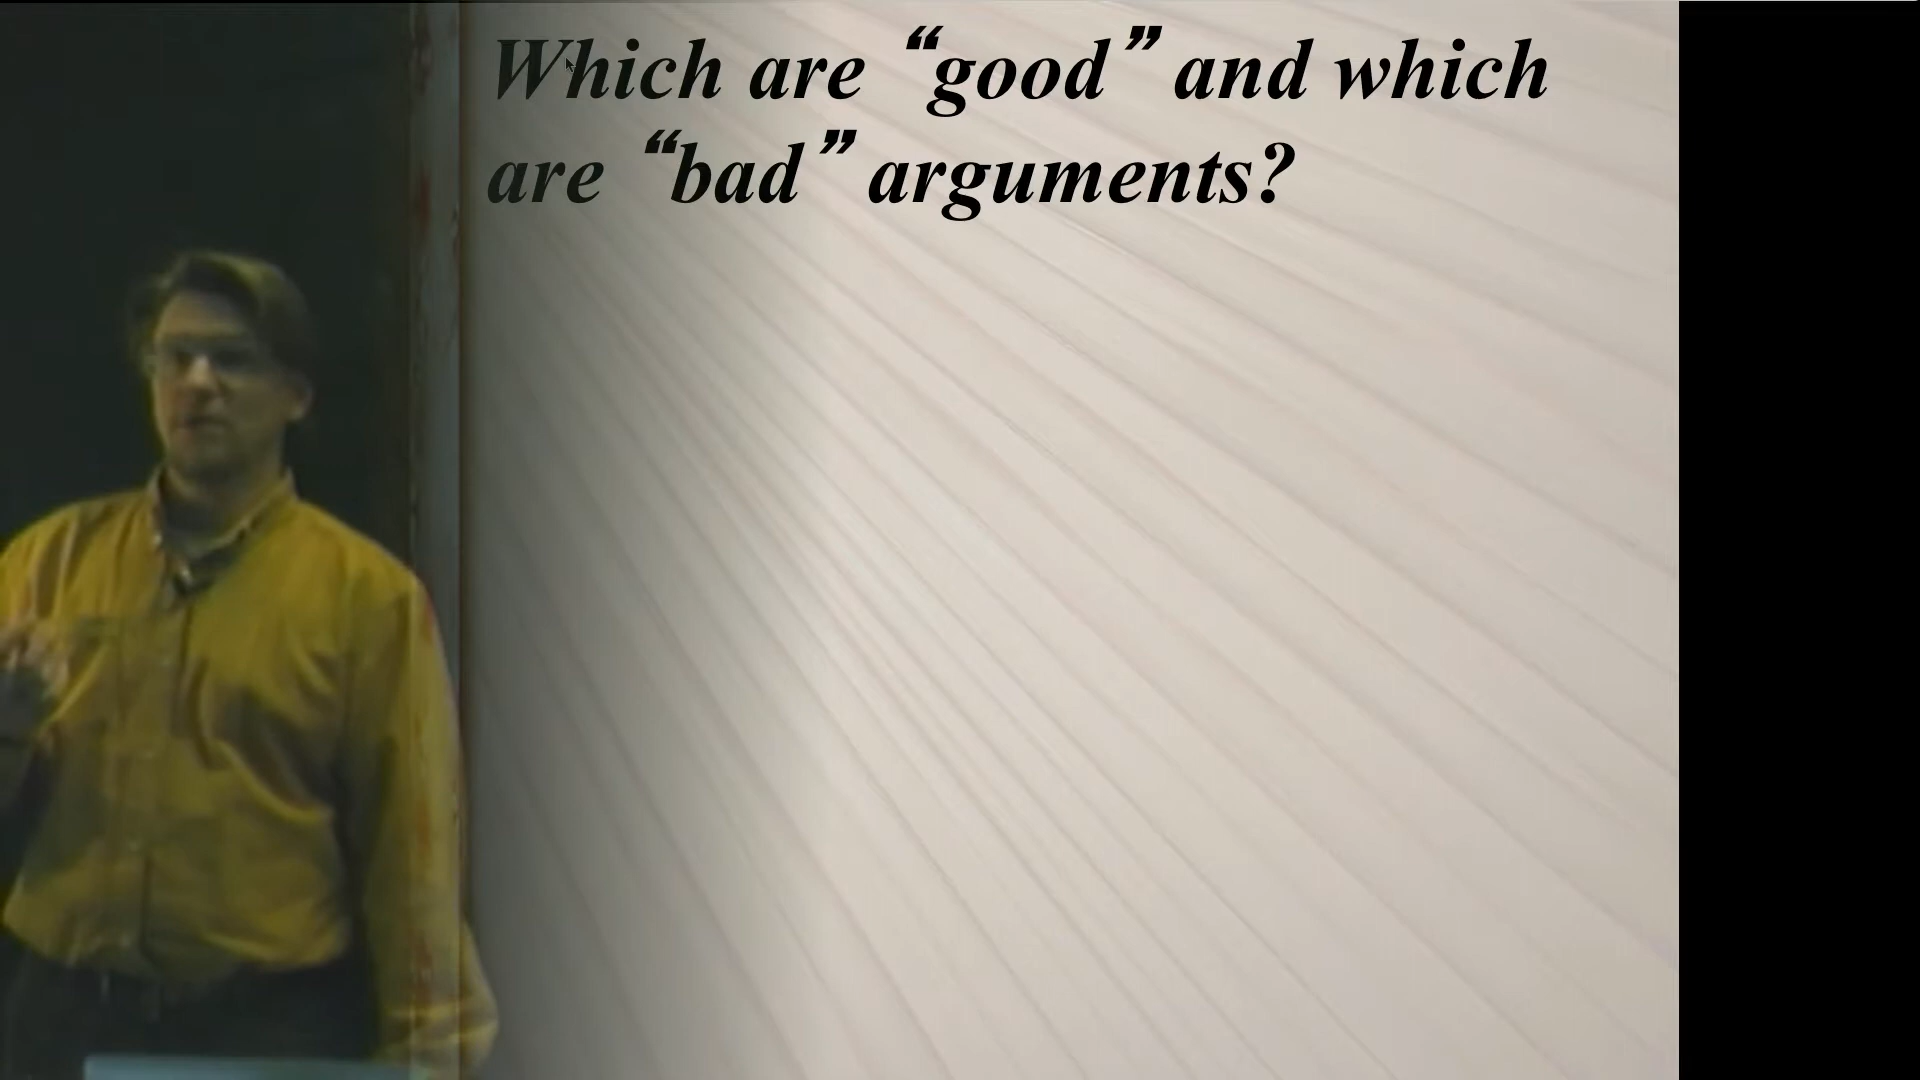 Which are “good” and which
are “bad” arguments?